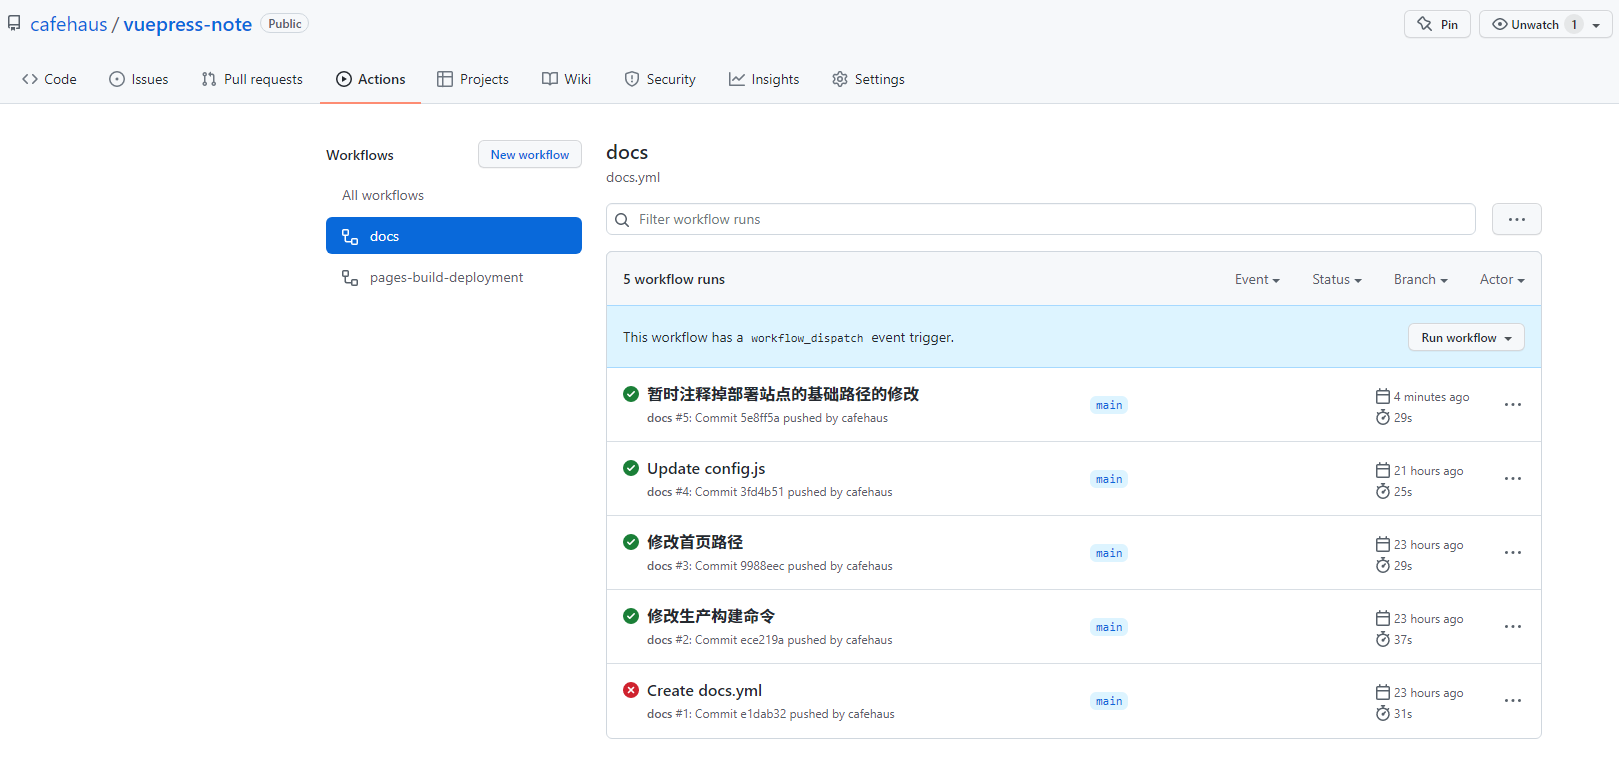 cafehaus / vuepress-note Public
Pin
Unwatch 1
Code Issues Pull requests Actions Projects Wiki Security Insights Settings
Workflows
New workflow
All workflows
docs
pages-build-deployment
docs
docs.yml
Filter workflow runs
5 workflow runs
Event Status Branch Actor
This workflow has a workflow_dispatch event trigger.
Run workflow
暂时注释掉部署站点的基础路径的修改
docs #5: Commit 5e8ff5a pushed by cafehaus
main
4 minutes ago
29s
Update config.js
docs #4: Commit 3fd4b51 pushed by cafehaus
main
21 hours ago
25s
修改首页路径
docs #3: Commit 9988eec pushed by cafehaus
main
23 hours ago
29s
修改生产构建命令
docs #2: Commit ece219a pushed by cafehaus
main
23 hours ago
37s
Create docs.yml
docs #1: Commit e1dab32 pushed by cafehaus
main
23 hours ago
31s